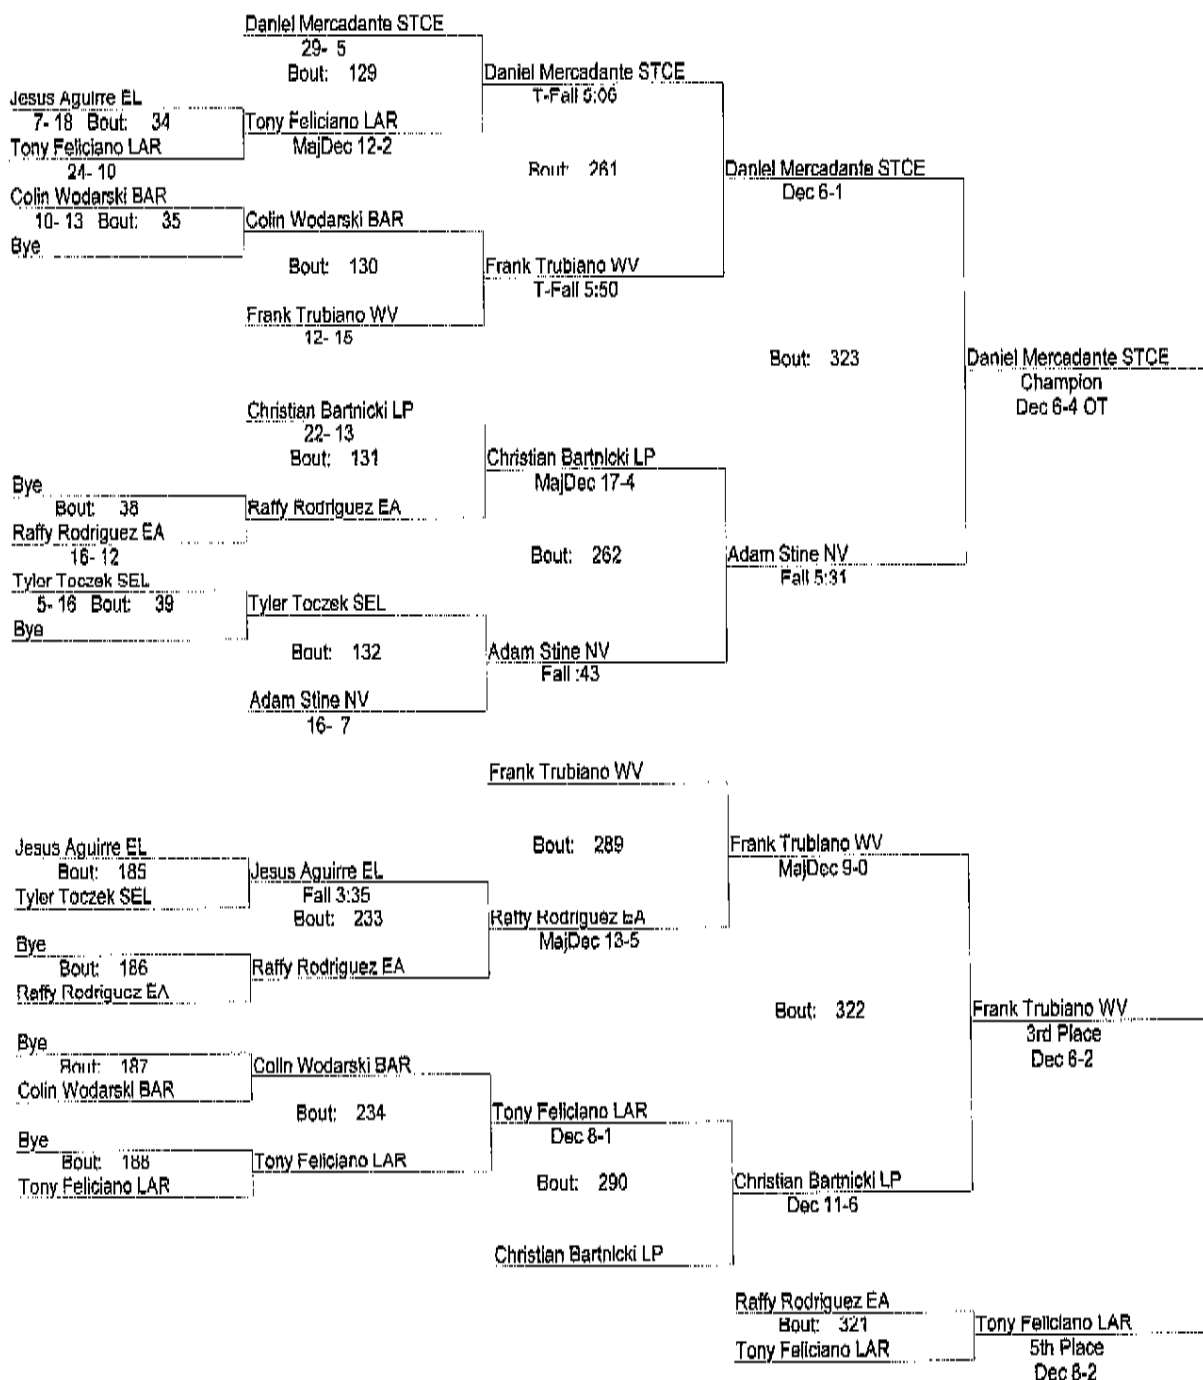 Daniel Mercadante STCE
29- 5
Bout: 129
Daniel Mercadante STCE
T-Fall 5:06
Jesus Aguirre EL
7- 18 Bout: 34
Tony Feliciano LAR
MajDec 12-2
Tony Feliciano LAR
24- 10
Bout: 261
Daniel Mercadante STCE
Dec 6-1
Colin Wodarski BAR
10- 13 Bout: 35
Colin Wodarski BAR
Bye
Bout: 130
Frank Trubiano WV
T-Fall 5:50
Frank Trubiano WV
12- 15
Bout: 323
Daniel Mercadante STCE
Champion
Dec 6-4 OT
Christian Bartnicki LP
22- 13
Bout: 131
Christian Bartnicki LP
MajDec 17-4
Bye
Bout: 38
Raffy Rodriguez EA
Raffy Rodriguez EA
16- 12
Bout: 262
Adam Stine NV
Fall 5:31
Tyler Toczek SEL
5- 16 Bout: 39
Tyler Toczek SEL
Bye
Bout: 132
Adam Stine NV
Fall :43
Adam Stine NV
16- 7
Frank Trubiano WV
Bout: 289
Frank Trubiano WV
MajDec 9-0
Jesus Aguirre EL
Bout: 185
Jesus Aguirre EL
Fall 3:35
Tyler Toczek SEL
Bout: 233
Raffy Rodriguez EA
MajDec 13-5
Bye
Bout: 186
Raffy Rodriguez EA
Raffy Rodriguez EA
Bout: 322
Frank Trubiano WV
3rd Place
Dec 6-2
Bye
Bout: 187
Colin Wodarski BAR
Colin Wodarski BAR
Bout: 234
Tony Feliciano LAR
Dec 8-1
Bye
Bout: 188
Tony Feliciano LAR
Tony Feliciano LAR
Bout: 290
Christian Bartnicki LP
Dec 11-6
Christian Bartnicki LP
Raffy Rodriguez EA
Bout: 321
Tony Feliciano LAR
Tony Feliciano LAR
5th Place
Dec 8-2